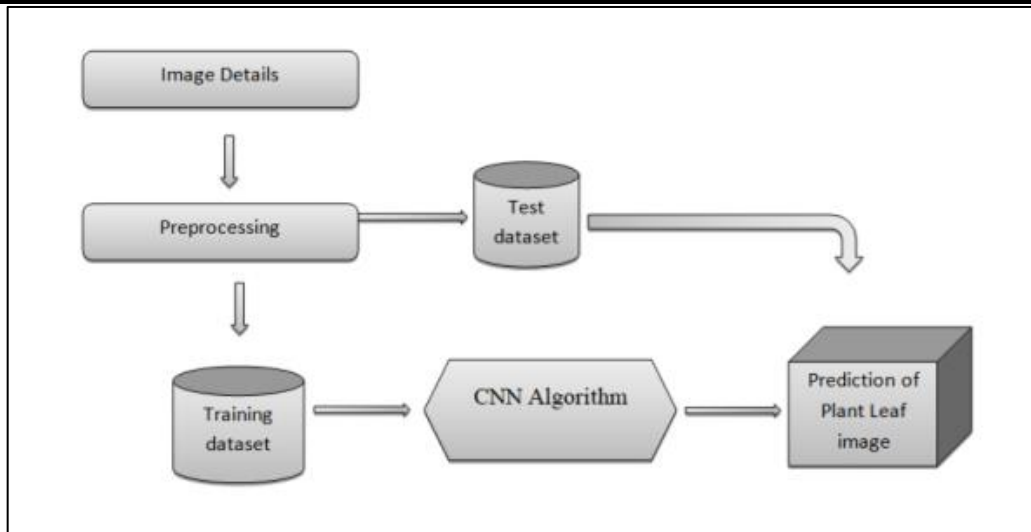 Image Details
Preprocessing
Test
dataset
Training
dataset
CNN Algorithm
Prediction of
Plant Leaf
image